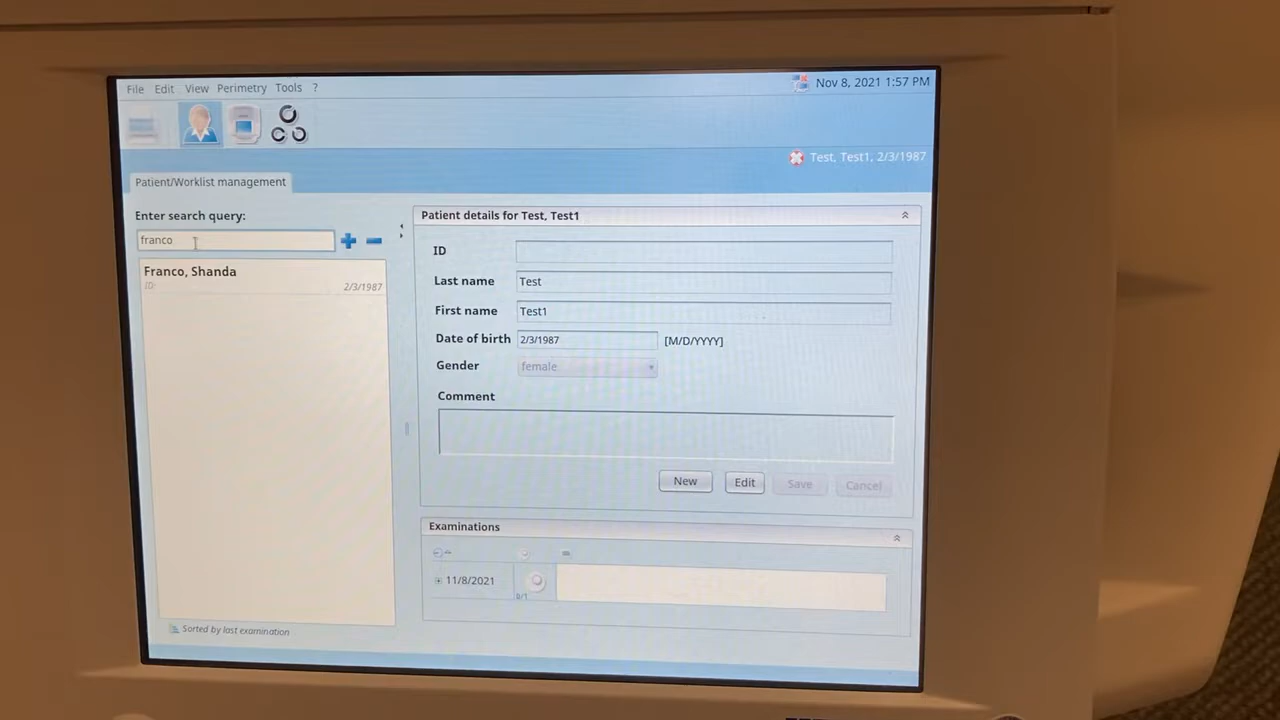 File Edit View Perimetry Tools ?
Nov 8, 2021 1:57 PM
Test, Test1, 2/3/1987
Patient/Worklist management
Enter search query:
franco
Franco, Shanda
ID:
2/3/1987
Sorted by last examination
Patient details for Test, Test1
ID
Last name Test
First name Test1
Date of birth 2/3/1987 [M/D/YYYY]
Gender female
Comment
New Edit Save Cancel
Examinations
11/8/2021
0/1